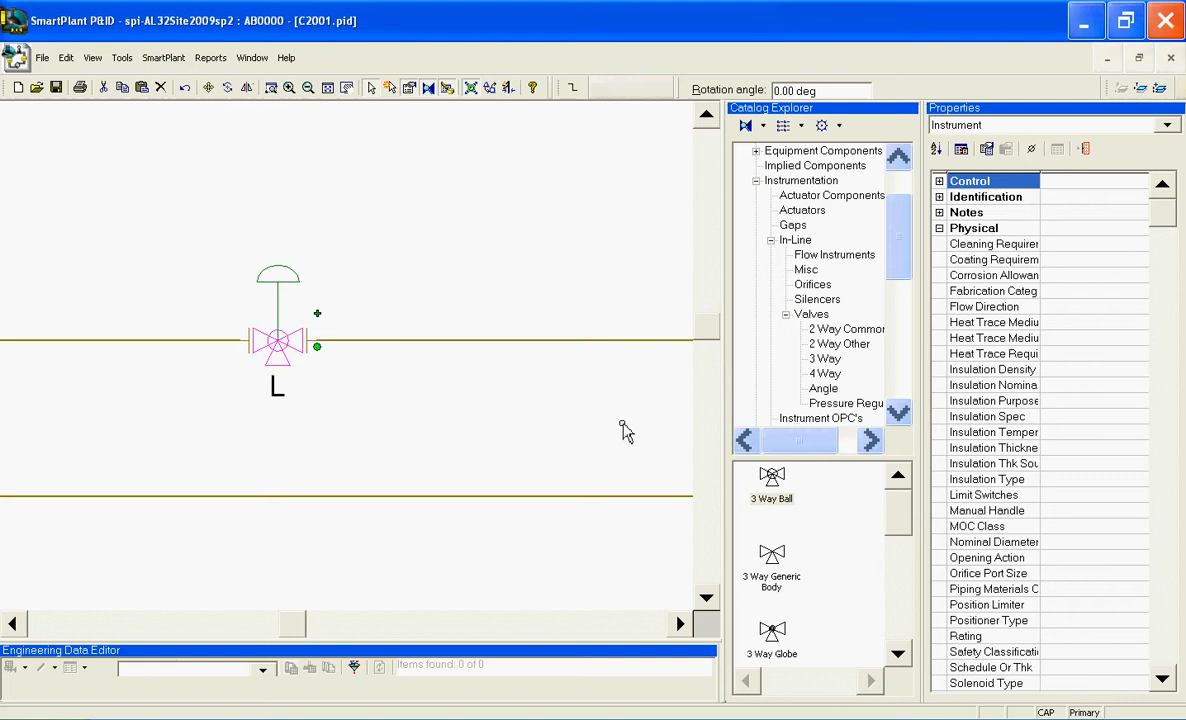 SmartPlant P&ID - spi-AL32Site2009sp2 : AB0000 - [C2001.pid]
File Edit View Tools SmartPlant Reports Window Help
Rotation angle: 0.00 deg
Catalog Explorer
Equipment Components
Implied Components
Instrumentation
Actuator Components
Actuators
Gaps
In-Line
Flow Instruments
Misc
Orifices
Silencers
Valves
2 Way Common
2 Way Other
3 Way
4 Way
Angle
Pressure Regu
Instrument OPC's
3 Way Ball
3 Way Generic
Body
3 Way Globe
Properties
Instrument
Control
Identification
Notes
Physical
Cleaning Requirer
Coating Requirem
Corrosion Allowan
Fabrication Categ
Flow Direction
Heat Trace Mediu
Heat Trace Mediu
Heat Trace Requi
Insulation Density
Insulation Nomina
Insulation Purpose
Insulation Spec
Insulation Temper
Insulation Thickne
Insulation Thk Sou
Insulation Type
Limit Switches
Manual Handle
MOC Class
Nominal Diameter
Opening Action
Orifice Port Size
Piping Materials C
Position Limiter
Positioner Type
Rating
Safety Classificati
Schedule Or Thk
Solenoid Type
L
Engineering Data Editor
Items found: 0 of 0
CAP Primary